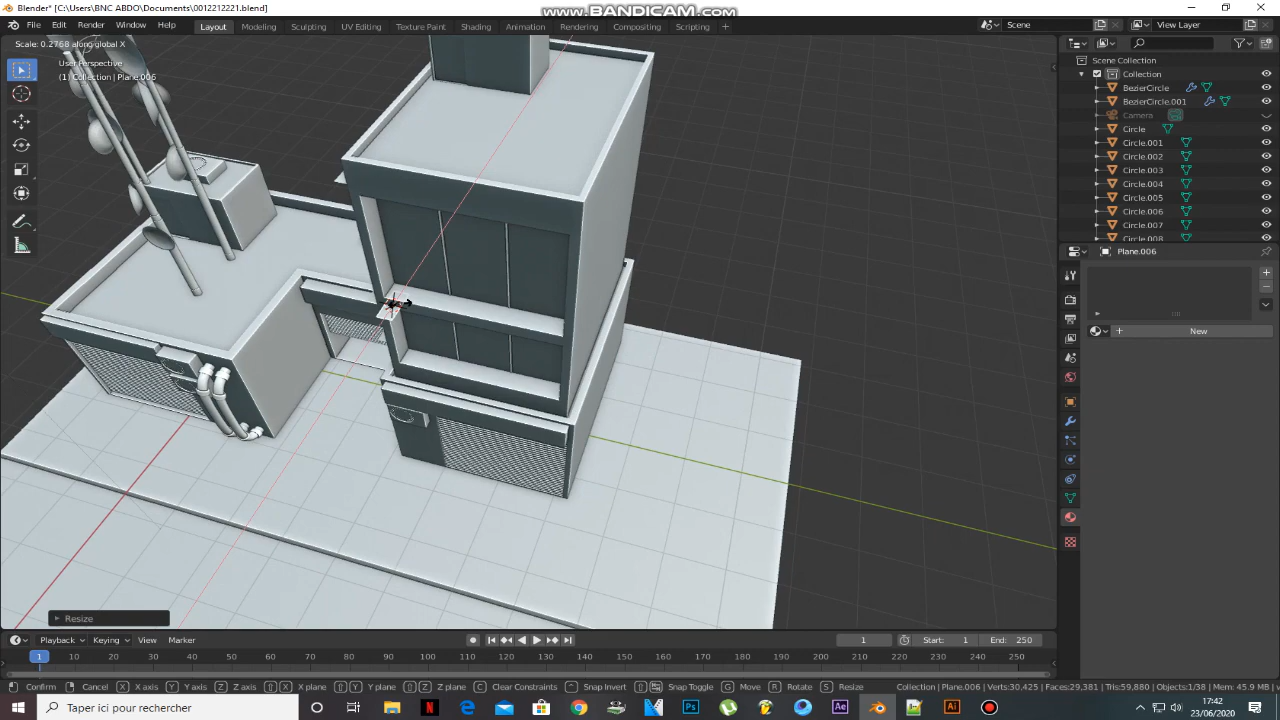 Blender* [C:\Users\BNC ABDO\Documents\0012212221.blend]
www.BANDICAM.com
File Edit Render Window Help Layout Modeling Sculpting UV Editing Texture Paint Shading Animation Rendering Compositing Scripting + Scene View Layer
Scale: 0.2768 along global X
User Perspective
(1) Collection | Plane.006
Scene Collection
Collection
BezierCircle
BezierCircle.001
Camera
Circle
Circle.001
Circle.002
Circle.003
Circle.004
Circle.005
Circle.006
Circle.007
Circle.008
Plane.006
New
Resize
Playback Keying View Marker 1 Start: 1 End: 250
1 10 20 30 40 50 60 70 80 90 100 110 120 130 140 150 160 170 180 190 200 210 220 230 240 250
Confirm Cancel X X axis Y Y axis Z Z axis X X plane Y Y plane Z Z plane C Clear Constraints Snap Invert Snap Toggle G Move R Rotate S Resize Collection | Plane.006 | Verts:30,425 | Faces:29,381 | Tris:59,880 | Objects:1/38 | Mem: 45.9 M
Taper ici pour rechercher
17:42
23/06/2020